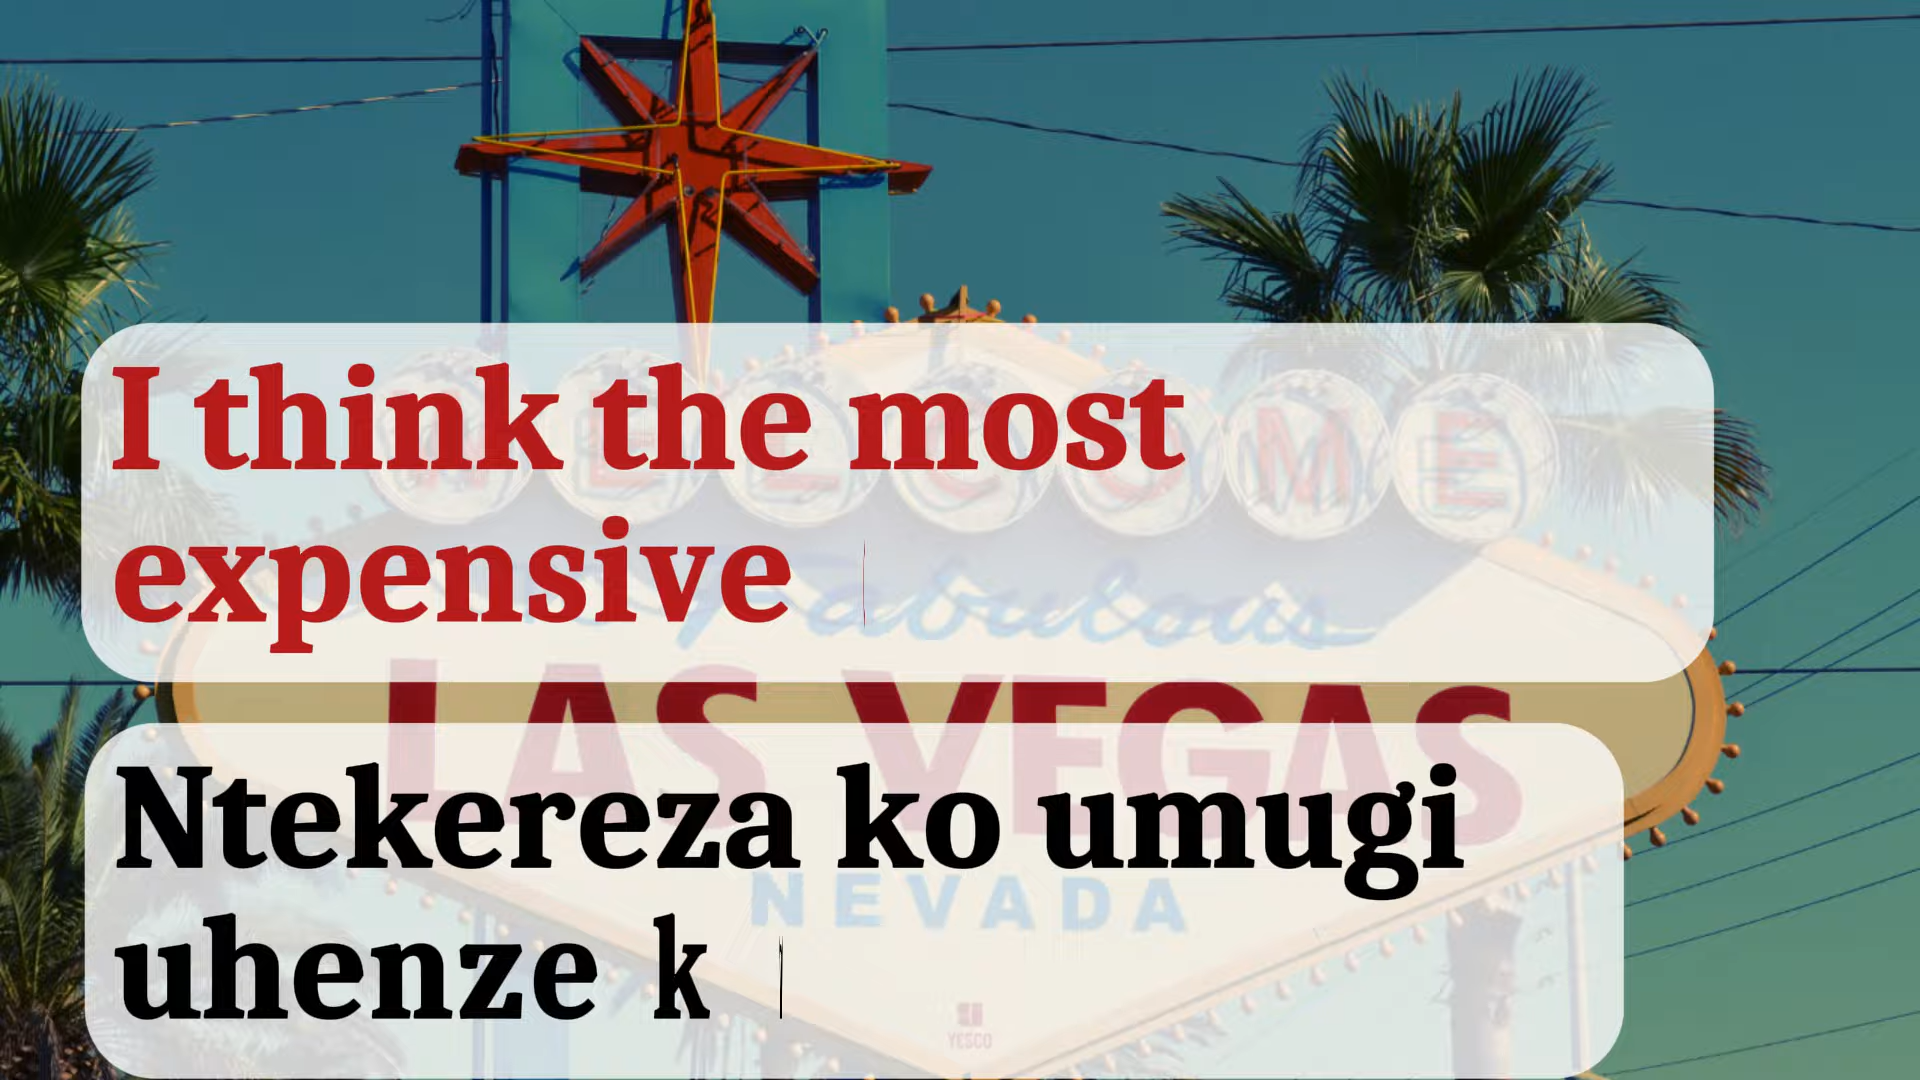 I think the most
expensive
Ntekereza ko umugi
uhenze k
WELCOME
Fabulous
LAS VEGAS
NEVADA
YESCO